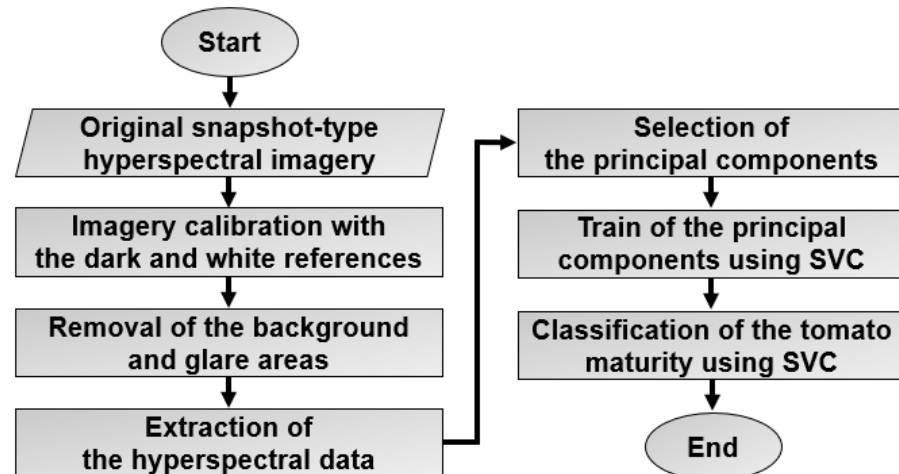 Start
Original snapshot-type
hyperspectral imagery
Imagery calibration with
the dark and white references
Removal of the background
and glare areas
Extraction of
the hyperspectral data
Selection of
the principal components
Train of the principal
components using SVC
Classification of the tomato
maturity using SVC
End